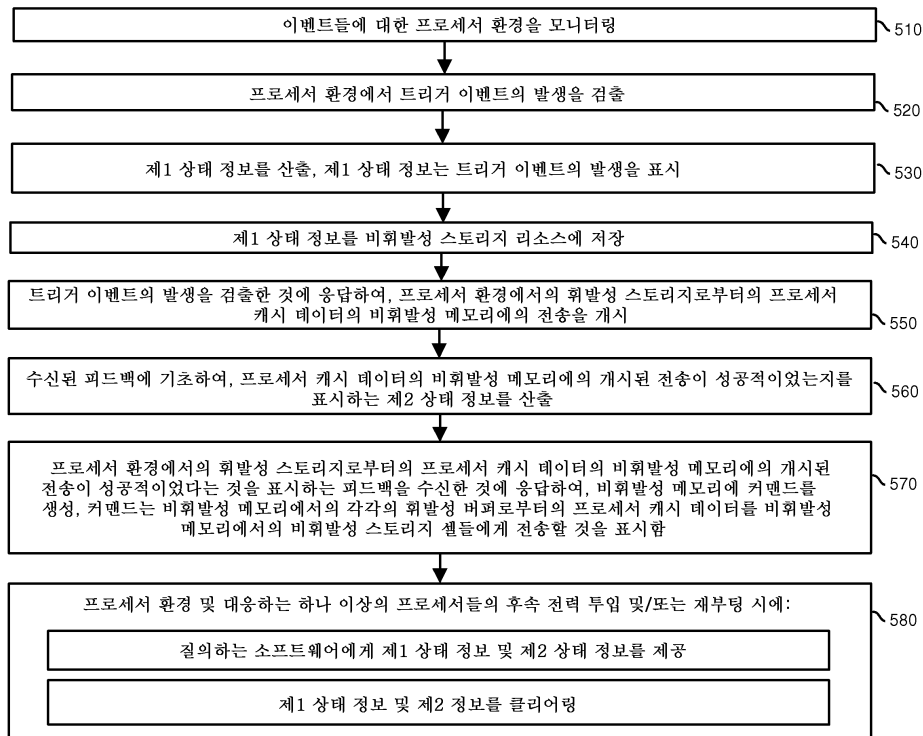 이벤트들에 대한 프로세서 환경을 모니터링
510
프로세서 환경에서 트리거 이벤트의 발생을 검출
520
제1 상태 정보를 산출, 제1 상태 정보는 트리거 이벤트의 발생을 표시
530
제1 상태 정보를 비휘발성 스토리지 리소스에 저장
540
트리거 이벤트의 발생을 검출한 것에 응답하여, 프로세서 환경에서의 휘발성 스토리지로부터의 프로세서
캐시 데이터의 비휘발성 메모리에의 전송을 개시
550
수신된 피드백에 기초하여, 프로세서 캐시 데이터의 비휘발성 메모리에의 개시된 전송이 성공적이었는지를
표시하는 제2 상태 정보를 산출
560
프로세서 환경에서의 휘발성 스토리지로부터의 프로세서 캐시 데이터의 비휘발성 메모리에의 개시된
전송이 성공적이었다는 것을 표시하는 피드백을 수신한 것에 응답하여, 비휘발성 메모리에 커맨드를
생성, 커맨드는 비휘발성 메모리에서의 각각의 휘발성 버퍼로부터의 프로세서 캐시 데이터를 비휘발성
메모리에서의 비휘발성 스토리지 셀들에게 전송할 것을 표시함
570
프로세서 환경 및 대응하는 하나 이상의 프로세서들의 후속 전력 투입 및/또는 재부팅 시에:
580
질의하는 소프트웨어에게 제1 상태 정보 및 제2 상태 정보를 제공
제1 상태 정보 및 제2 정보를 클리어링